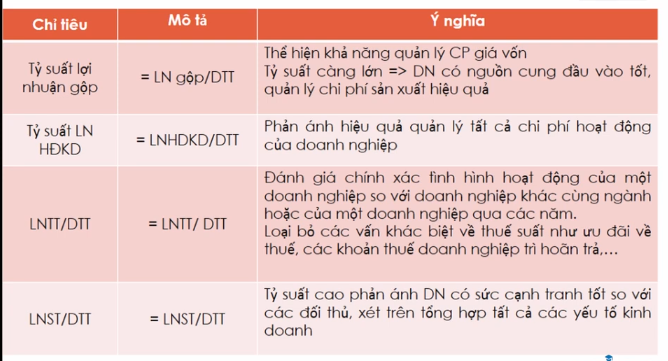 Chỉ tiêu
Mô tả
Ý nghĩa
Tỷ suất lợi
nhuận gộp
= LN gộp/DTT
Thể hiện khả năng quản lý CP giá vốn
Tỷ suất càng lớn => DN có nguồn cung đầu vào tốt,
quản lý chi phí sản xuất hiệu quả
Tỷ suất LN
HĐKD
= LNHDKD/DTT
Phản ánh hiệu quả quản lý tất cả chi phí hoạt động
của doanh nghiệp
LNTT/DTT
= LNTT/ DTT
Đánh giá chính xác tình hình hoạt động của một
doanh nghiệp so với doanh nghiệp khác cùng ngành
hoặc của một doanh nghiệp qua các năm.
Loại bỏ các vấn khác biệt về thuế suất như ưu đãi về
thuế, các khoản thuế doanh nghiệp trì hoãn trả,...
LNST/DTT
= LNST/DTT
Tỷ suất cao phản ánh DN có sức cạnh tranh tốt so với
các đối thủ, xét trên tổng hợp tất cả các yếu tố kinh
doanh